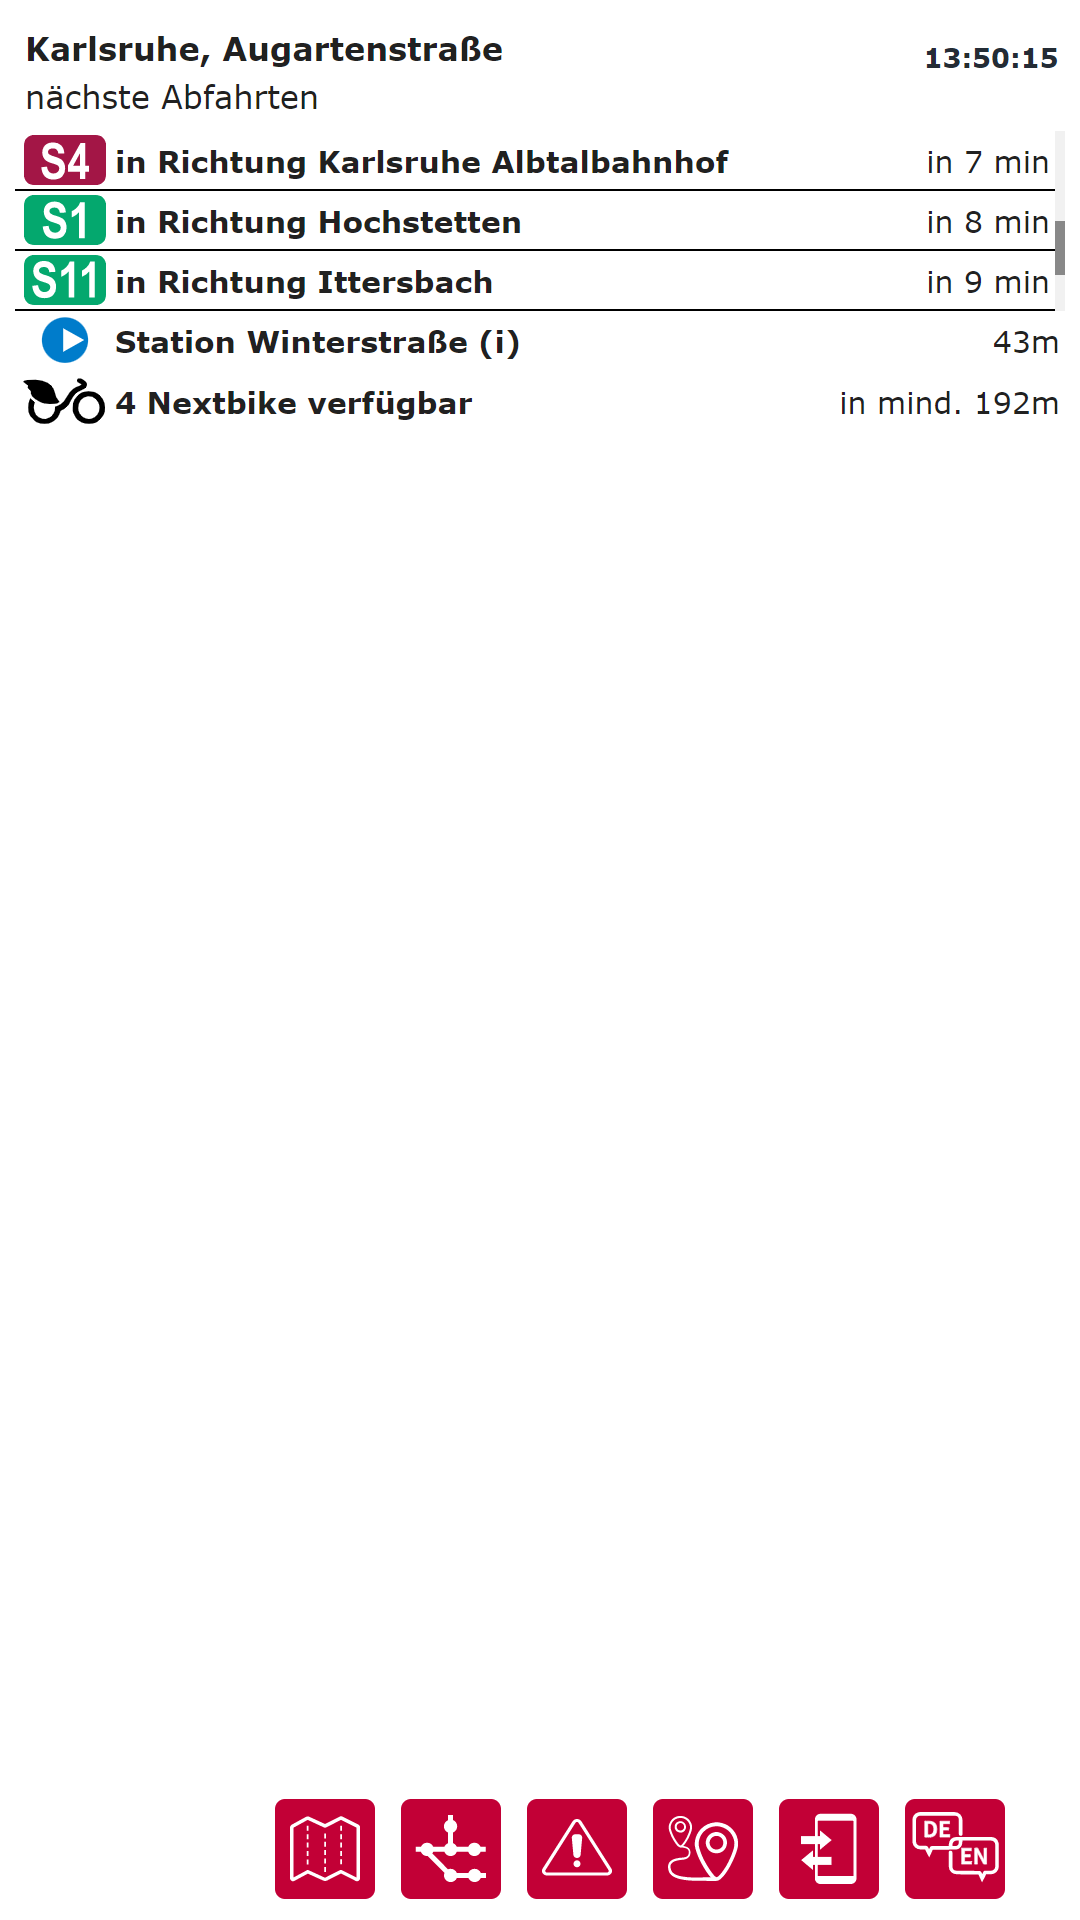 Karlsruhe, Augartenstraße
13:50:15
nächste Abfahrten
S4 in Richtung Karlsruhe Albtalbahnhof in 7 min
S1 in Richtung Hochstetten in 8 min
S11 in Richtung Ittersbach in 9 min
Station Winterstraße (i) 43m
4 Nextbike verfügbar in mind. 192m
DE
EN